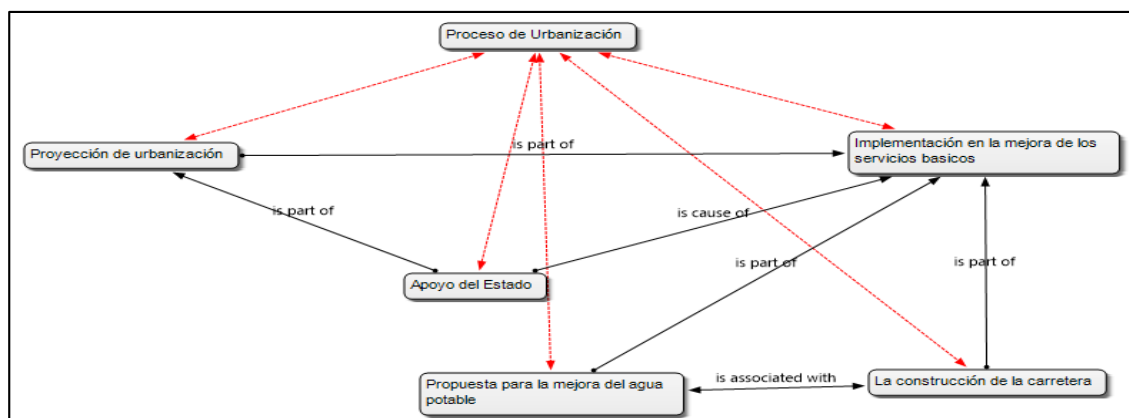 Proceso de Urbanización
Proyección de urbanización
is part of
Implementación en la mejora de los
servicios basicos
is part of
is cause of
is part of
is part of
Apoyo del Estado
Propuesta para la mejora del agua
potable
is associated with
La construcción de la carretera